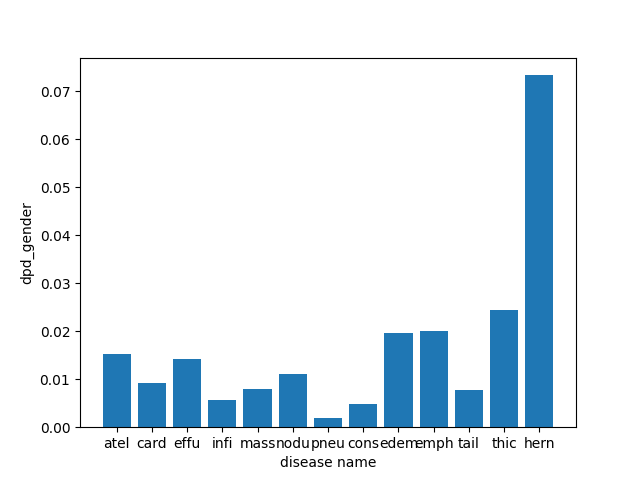 0.07
0.06
0.05
0.04
0.03
0.02
0.01
0.00
dpd_gender
atel card effu infi mass nodu pneu cons edem emph tail thic hern
disease name